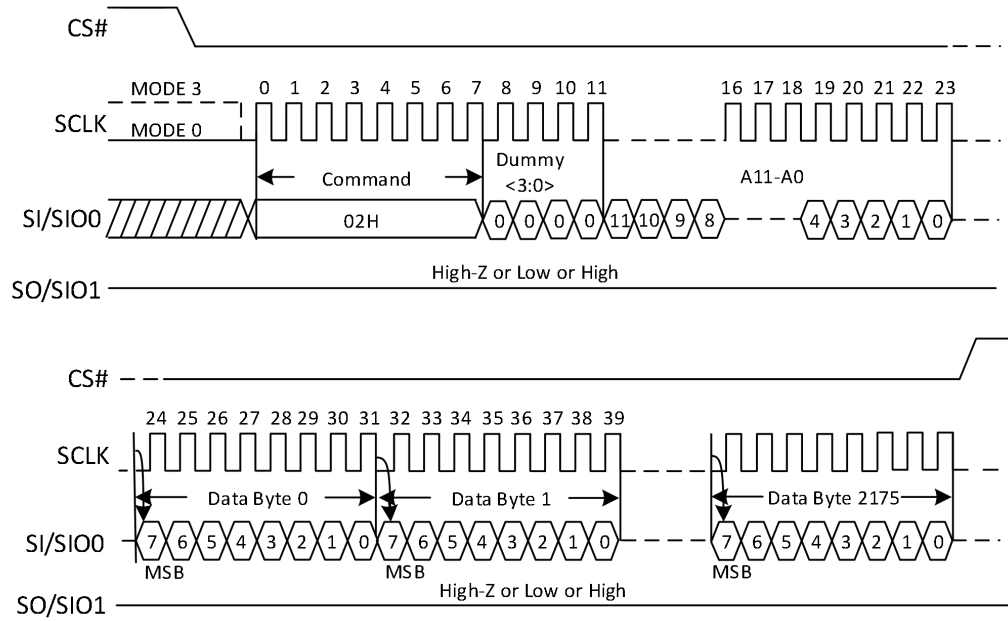 CS#
MODE 3
0 1 2 3 4 5 6 7 8 9 10 11 16 17 18 19 20 21 22 23
SCLK
MODE 0
Dummy
Command
<3:0>
A11-A0
SI/SIO0
02H
0 0 0 0 11 10 9 8 4 3 2 1 0
High-Z or Low or High
SO/SIO1
CS#
24 25 26 27 28 29 30 31 32 33 34 35 36 37 38 39
SCLK
Data Byte 0 Data Byte 1 Data Byte 2175
SI/SIO0 7 6 5 4 3 2 1 0 7 6 5 4 3 2 1 0 7 6 5 4 3 2 1 0
MSB MSB MSB
High-Z or Low or High
SO/SIO1